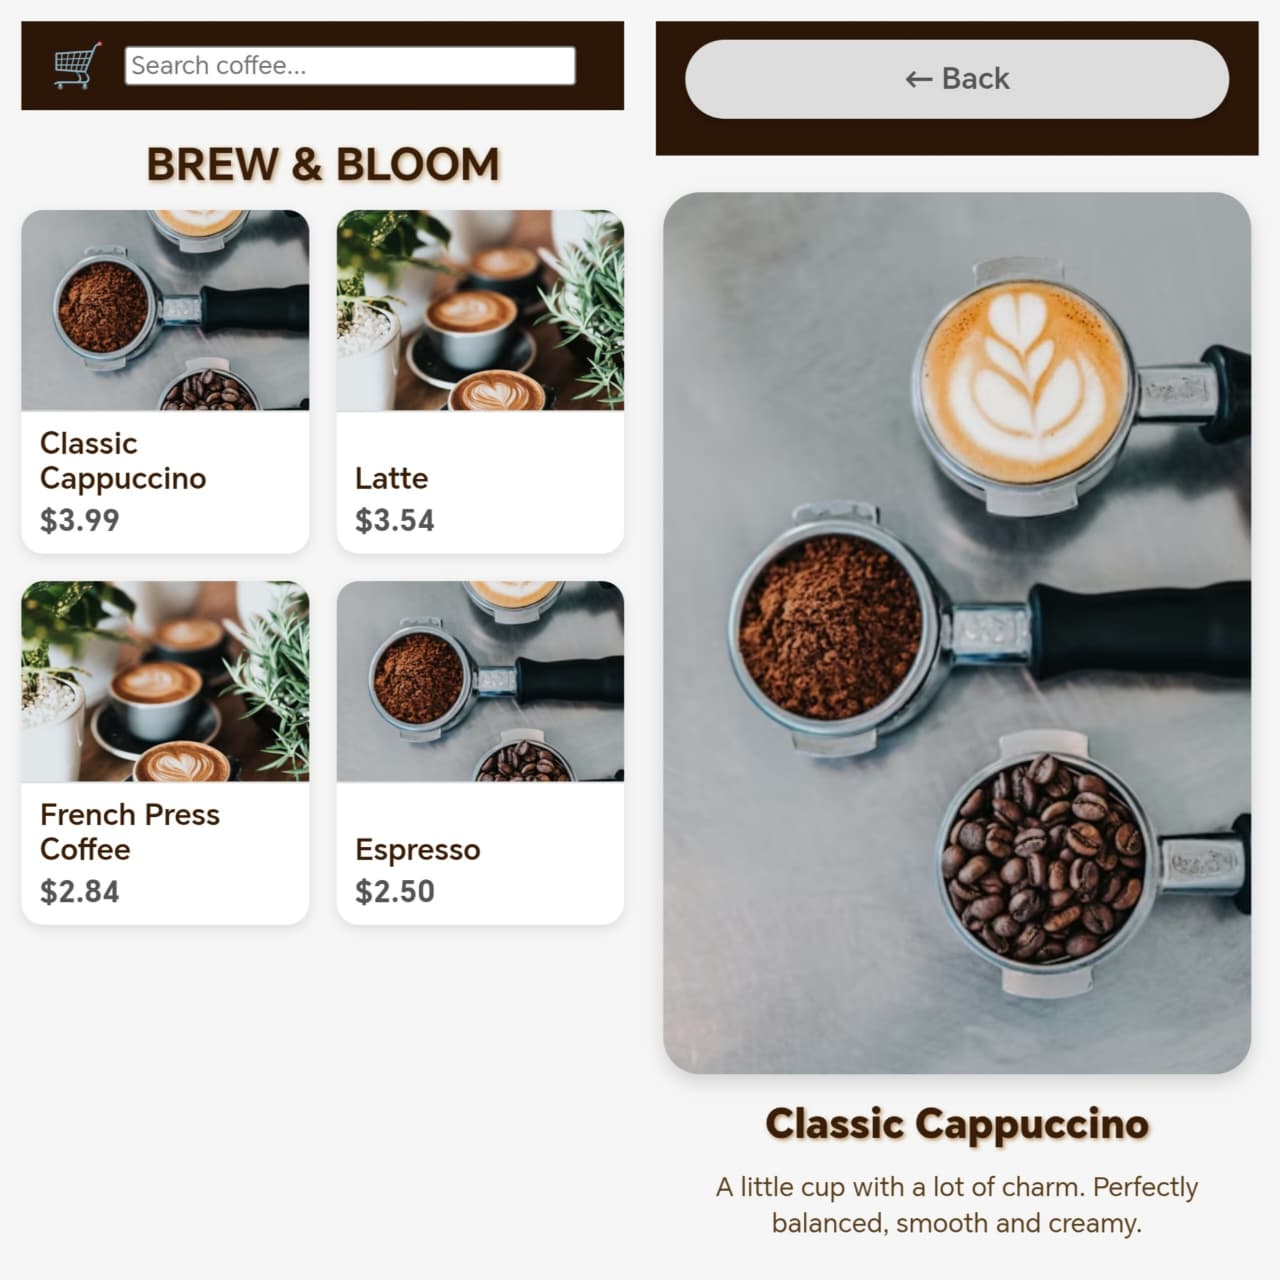 Search coffee...
BREW & BLOOM
Classic
Cappuccino
$3.99
Latte
$3.54
French Press
Coffee
$2.84
Espresso
$2.50
← Back
Classic Cappuccino
A little cup with a lot of charm. Perfectly
balanced, smooth and creamy.